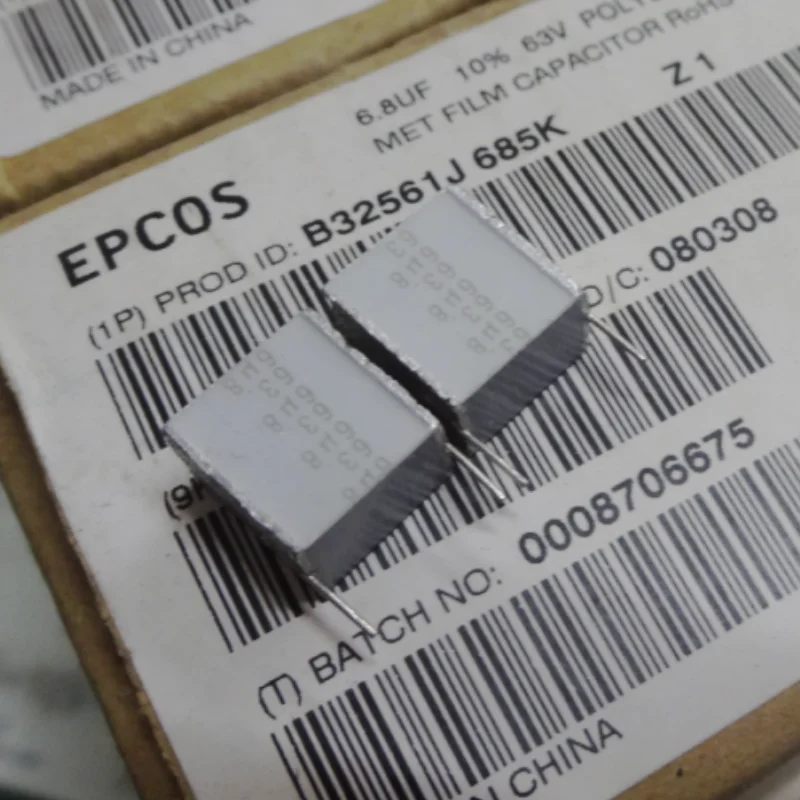 MADE IN CHINA
6.8UF 10% 63V
MET FILM CAPACITOR RoHS
Z 1
EPCOS
(1P) PROD ID: B32561J 685K
D/C: 080308
(T) BATCH NO: 0008706675
CHINA